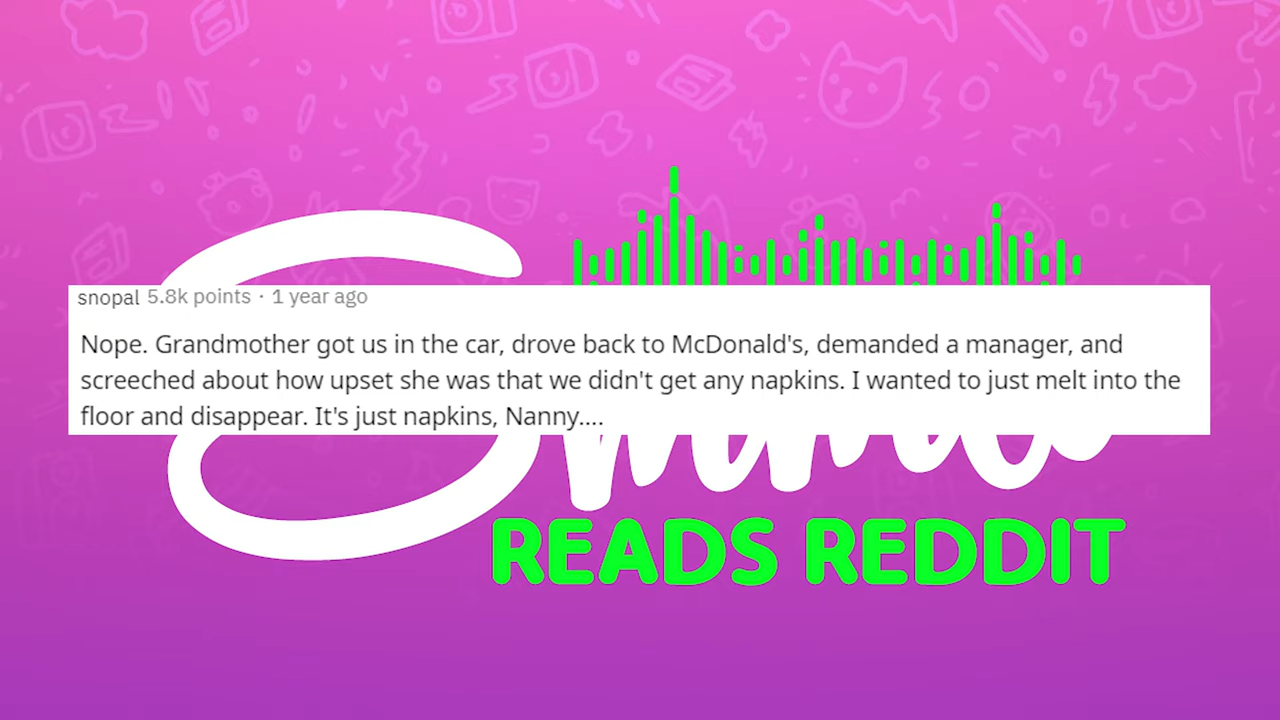 snopal 5.8k points · 1 year ago
Nope. Grandmother got us in the car, drove back to McDonald's, demanded a manager, and
screeched about how upset she was that we didn't get any napkins. I wanted to just melt into the
floor and disappear. It's just napkins, Nanny....
READS REDDIT